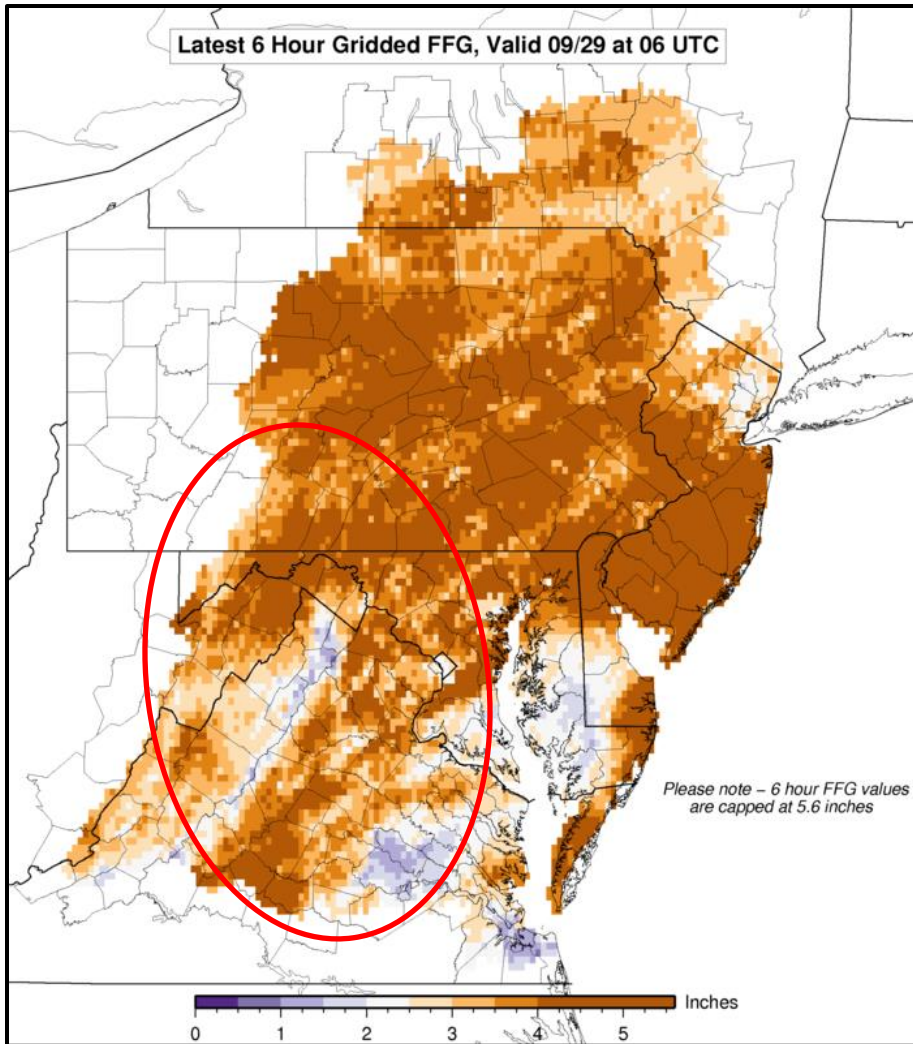 Latest 6 Hour Gridded FFG, Valid 09/29 at 06 UTC
Please note – 6 hour FFG values
are capped at 5.6 inches
Inches
0 1 2 3 4 5